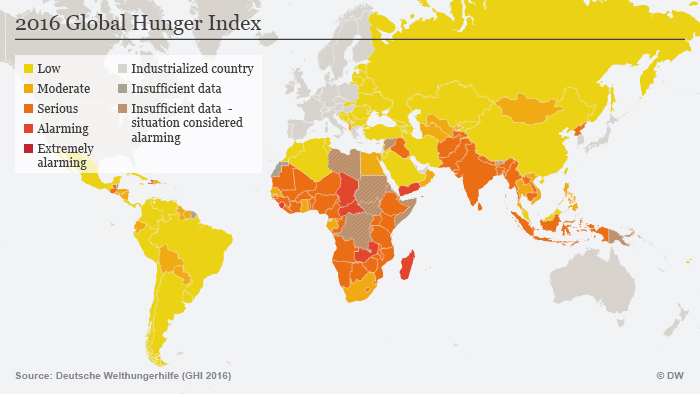 2016 Global Hunger Index
Low
Moderate
Serious
Alarming
Extremely
alarming
Industrialized country
Insufficient data
Insufficient data -
situation considered
alarming
Source: Deutsche Welthungerhilfe (GHI 2016)
© DW